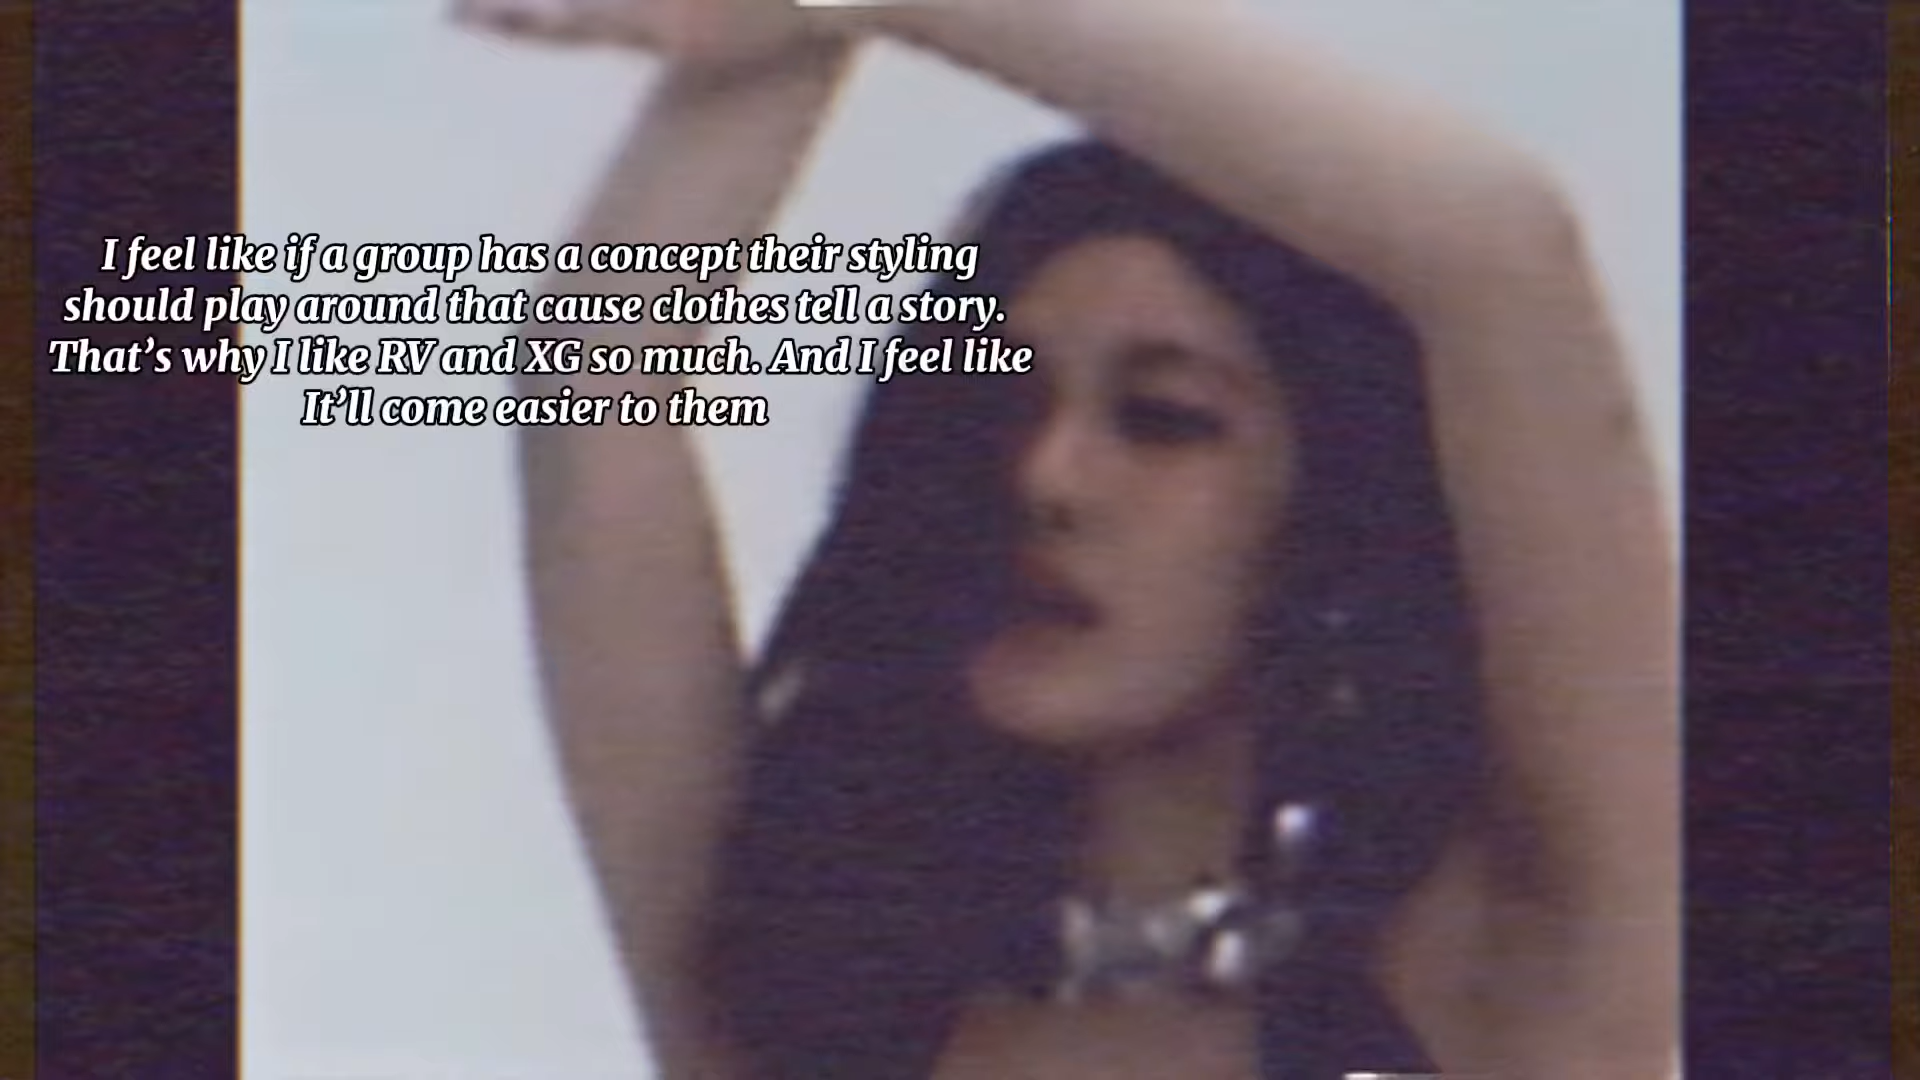 I feel like if a group has a concept their styling
should play around that cause clothes tell a story.
That’s why I like RV and XG so much. And I feel like
It’ll come easier to them